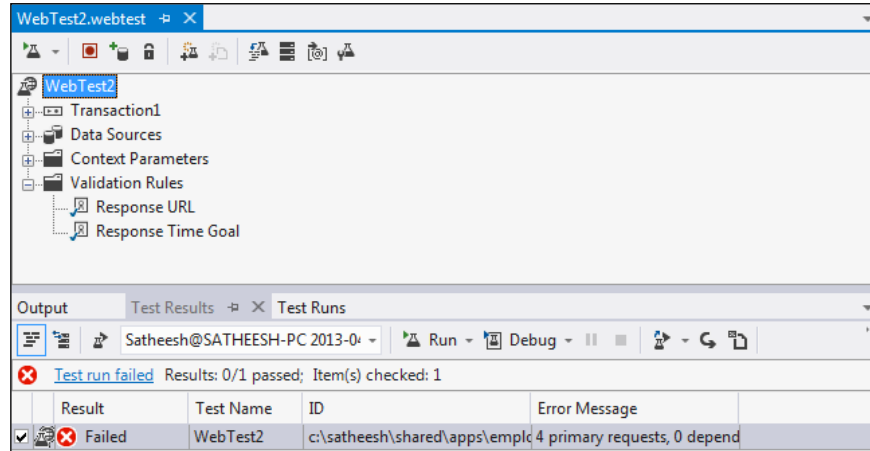 WebTest2.webtest
WebTest2
Transaction1
Data Sources
Context Parameters
Validation Rules
Response URL
Response Time Goal
Output Test Results Test Runs
Satheesh@SATHEESH-PC 2013-04 Run Debug
Test run failed Results: 0/1 passed; Item(s) checked: 1
Result Test Name ID Error Message
Failed WebTest2 c:\satheesh\shared\apps\emplo 4 primary requests, 0 depend